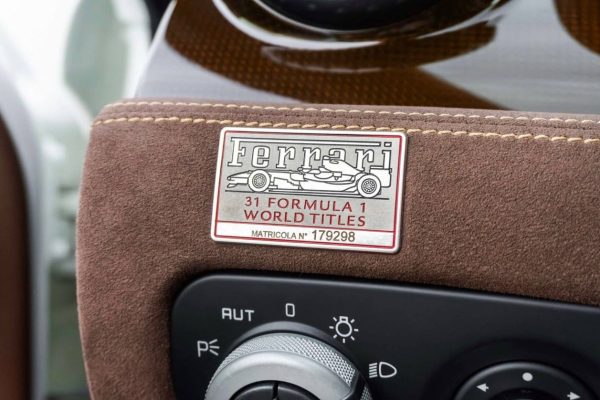 Ferrari
31 FORMULA 1
WORLD TITLES
MATRICOLA N° 179298
AUT 0
P